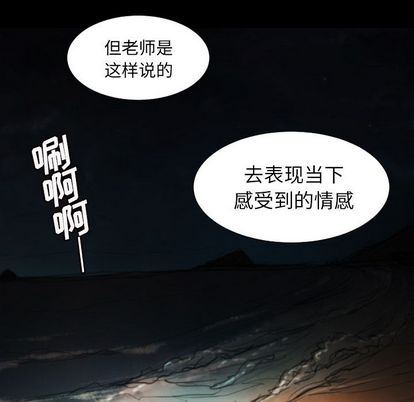 但老师是
这样说的
唰啊啊—
去表现当下
感受到的情感